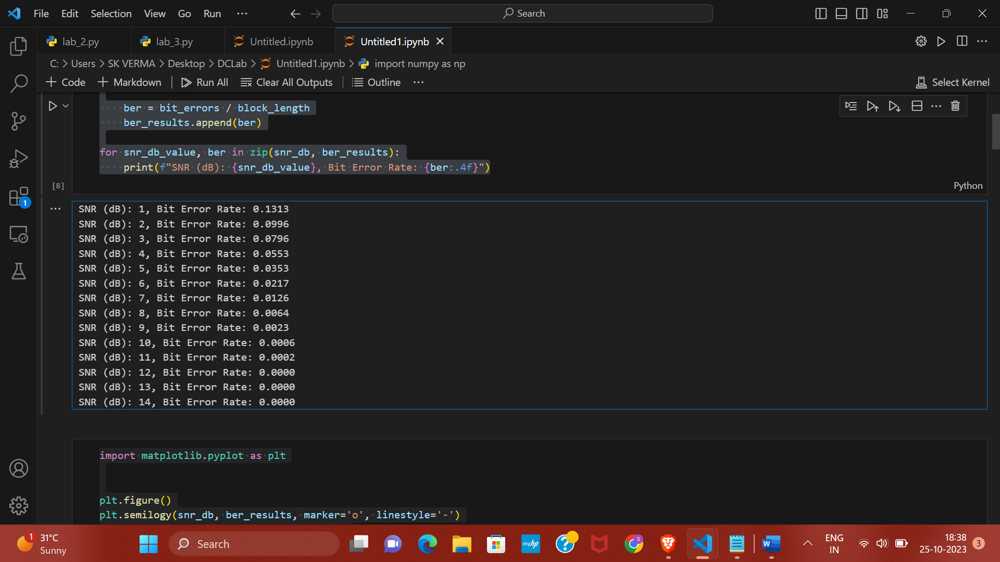 File Edit Selection View Go Run ···
Search
lab_2.py
lab_3.py
Untitled.ipynb
Untitled1.ipynb
C: > Users > SK VERMA > Desktop > DCLab > Untitled1.ipynb > import numpy as np
+ Code + Markdown | Run All Clear All Outputs | Outline ···
Select Kernel
ber = bit_errors / block_length
ber_results.append(ber)
for snr_db_value, ber in zip(snr_db, ber_results):
print(f"SNR (dB): {snr_db_value}, Bit Error Rate: {ber:.4f}")
[8]
Python
SNR (dB): 1, Bit Error Rate: 0.1313
SNR (dB): 2, Bit Error Rate: 0.0996
SNR (dB): 3, Bit Error Rate: 0.0796
SNR (dB): 4, Bit Error Rate: 0.0553
SNR (dB): 5, Bit Error Rate: 0.0353
SNR (dB): 6, Bit Error Rate: 0.0217
SNR (dB): 7, Bit Error Rate: 0.0126
SNR (dB): 8, Bit Error Rate: 0.0064
SNR (dB): 9, Bit Error Rate: 0.0023
SNR (dB): 10, Bit Error Rate: 0.0006
SNR (dB): 11, Bit Error Rate: 0.0002
SNR (dB): 12, Bit Error Rate: 0.0000
SNR (dB): 13, Bit Error Rate: 0.0000
SNR (dB): 14, Bit Error Rate: 0.0000
1
import matplotlib.pyplot as plt
plt.figure()
plt.semilogy(snr_db, ber_results, marker='o', linestyle='-')
1
31°C
Sunny
Search
myhp
?
S
W
ENG
IN
18:38
25-10-2023
3